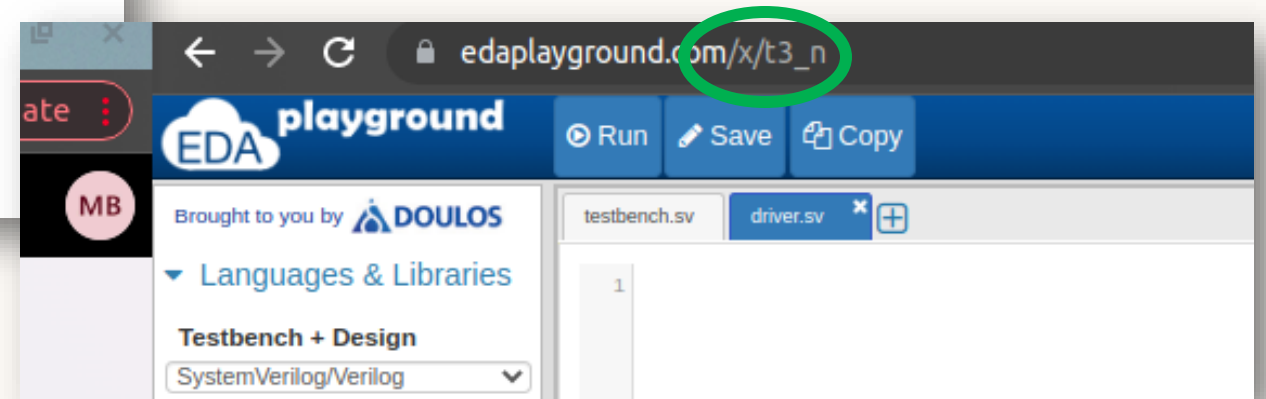 edaplayground.com/x/t3_n
ate
EDA playground
Run Save Copy
MB
Brought to you by DOULOS
testbench.sv driver.sv
Languages & Libraries
1
Testbench + Design
SystemVerilog/Verilog